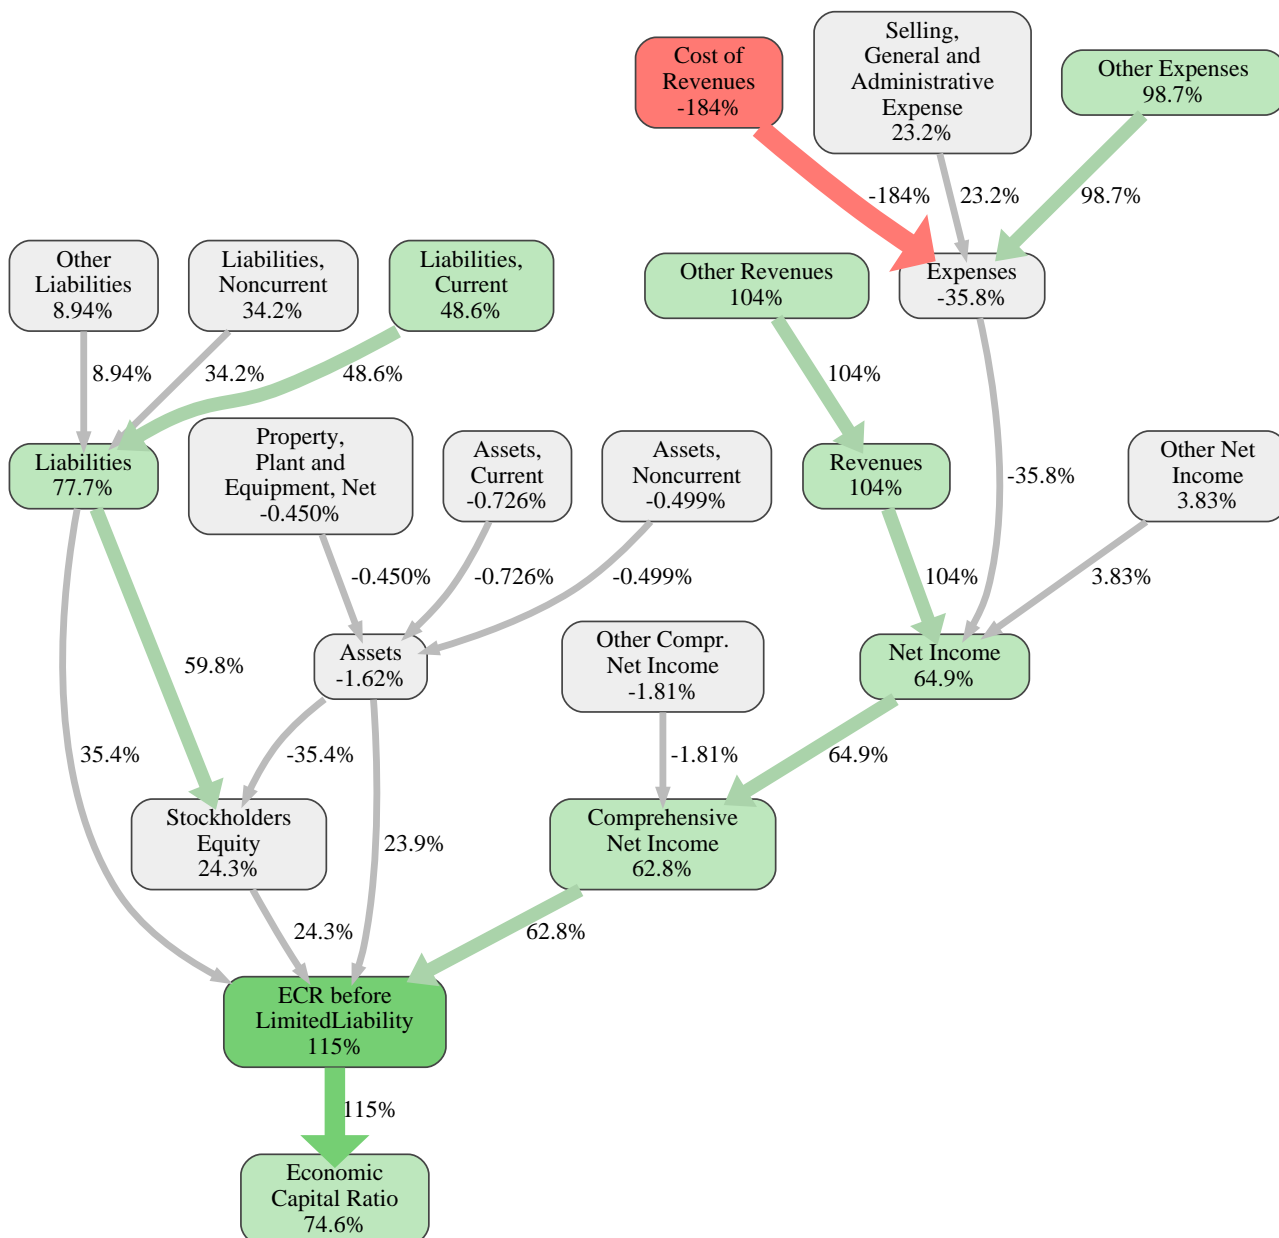 Cost of
Revenues
-184%
Selling,
General and
Administrative
Expense
23.2%
Other Expenses
98.7%
-184%
23.2%
98.7%
Other
Liabilities
8.94%
Liabilities,
Noncurrent
34.2%
Liabilities,
Current
48.6%
Other Revenues
104%
Expenses
-35.8%
8.94%
34.2%
48.6%
104%
Liabilities
77.7%
Property,
Plant and
Equipment, Net
-0.450%
Assets,
Current
-0.726%
Assets,
Noncurrent
-0.499%
Revenues
104%
-35.8%
Other Net
Income
3.83%
-0.450%
-0.726%
-0.499%
104%
3.83%
59.8%
Assets
-1.62%
Other Compr.
Net Income
-1.81%
Net Income
64.9%
35.4%
-35.4%
-1.81%
64.9%
Stockholders
Equity
24.3%
23.9%
Comprehensive
Net Income
62.8%
24.3%
62.8%
ECR before
LimitedLiability
115%
115%
Economic
Capital Ratio
74.6%